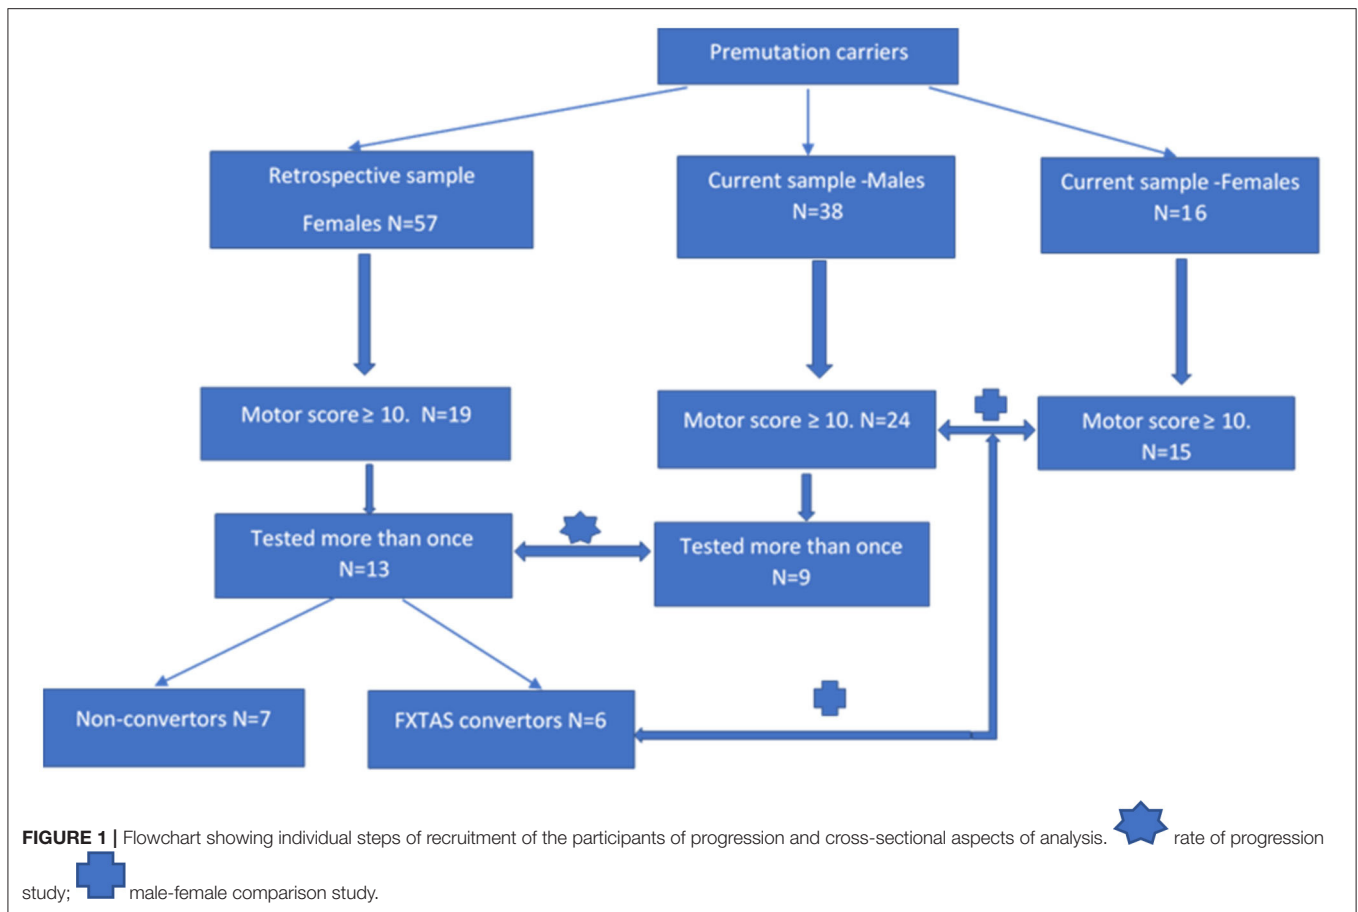 Premutation carriers
Retrospective sample
Females N=57
Current sample -Males
N=38
Current sample -Females
N=16
Motor score ≥ 10.  N=19
Motor score ≥ 10. N=24
Motor score ≥ 10.
N=15
Tested more than once
N=13
Tested more than once
N=9
Non-convertors N=7
FXTAS convertors N=6
FIGURE 1 | Flowchart showing individual steps of recruitment of the participants of progression and cross-sectional aspects of analysis. rate of progression
study; male-female comparison study.